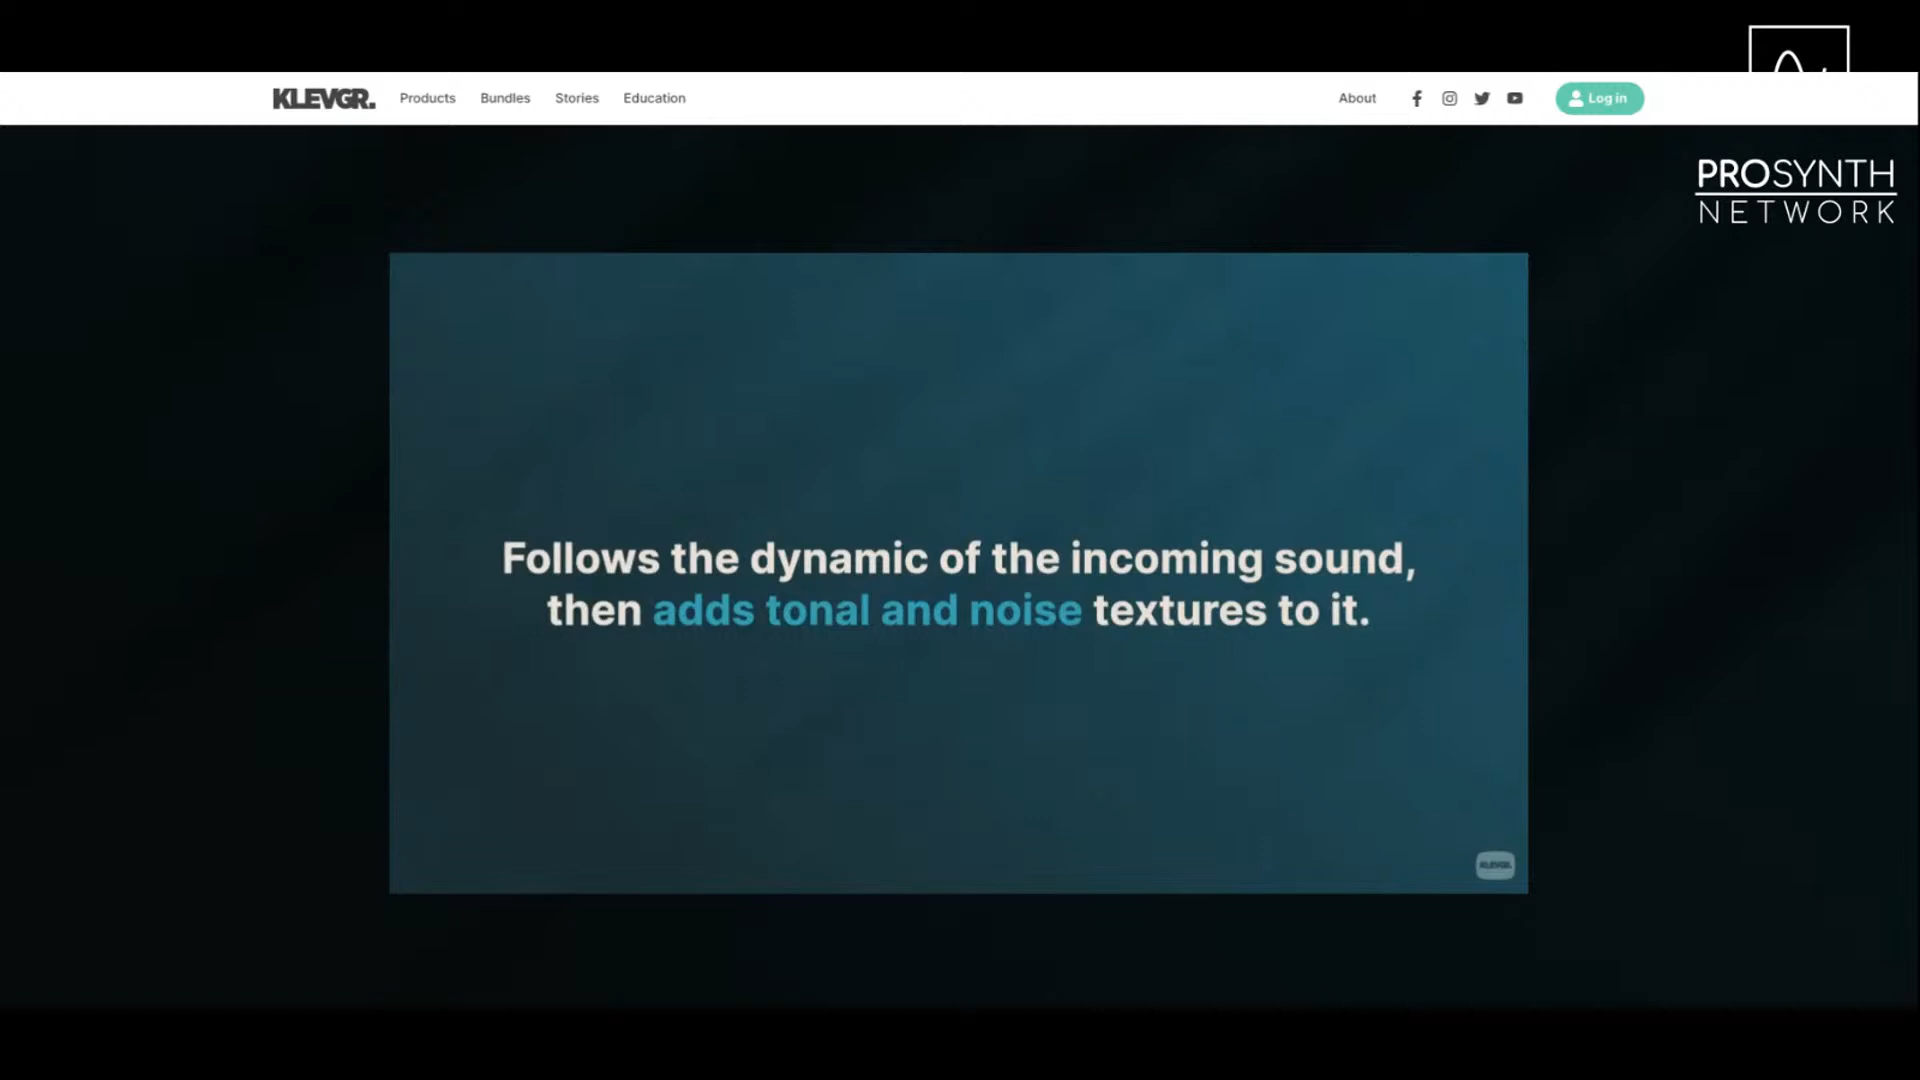 KLEVGR. Products Bundles Stories Education About Log in
PROSYNTH
NETWORK
Follows the dynamic of the incoming sound,
then adds tonal and noise textures to it.
KLEVGR.